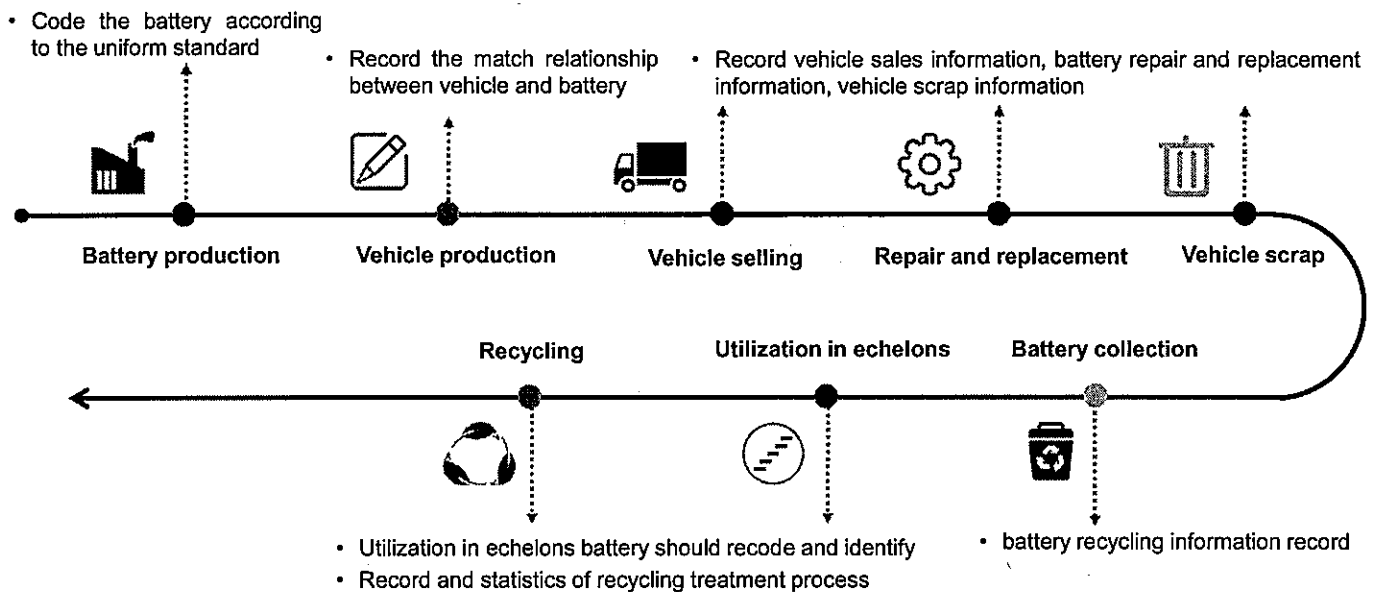 • Code the battery according
to the uniform standard
• Record the match relationship
between vehicle and battery
• Record vehicle sales information, battery repair and replacement
information, vehicle scrap information
Battery production
Vehicle production
Vehicle selling
Repair and replacement
Vehicle scrap
Recycling
Utilization in echelons
Battery collection
• Utilization in echelons battery should recode and identify
• Record and statistics of recycling treatment process
• battery recycling information record